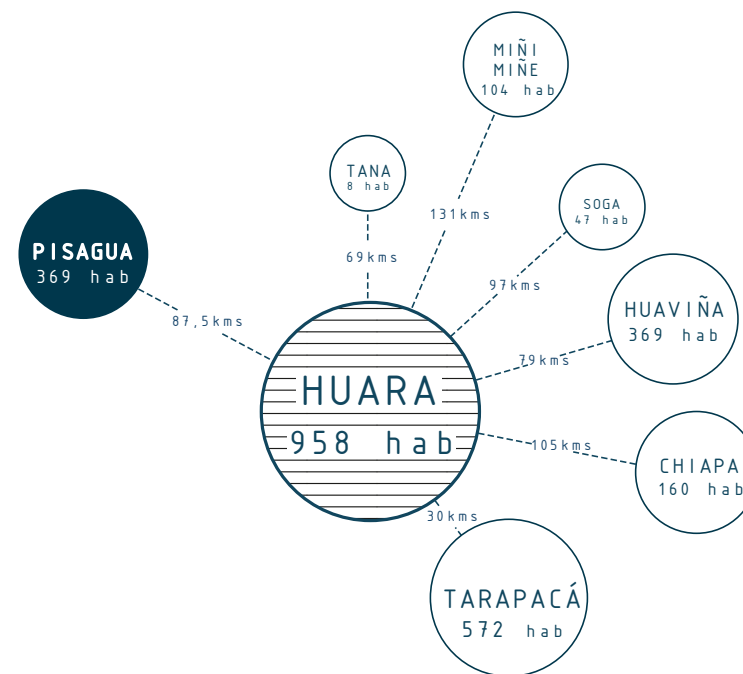 MIÑI
MIÑE
104 hab
TANA
8 hab
131kms
SOGA
47 hab
PISAGUA
369 hab
69kms
97kms
87,5kms
HUAVIÑA
369 hab
79kms
HUARA
958 hab
105kms
CHIAPA
160 hab
30kms
TARAPACÁ
572 hab